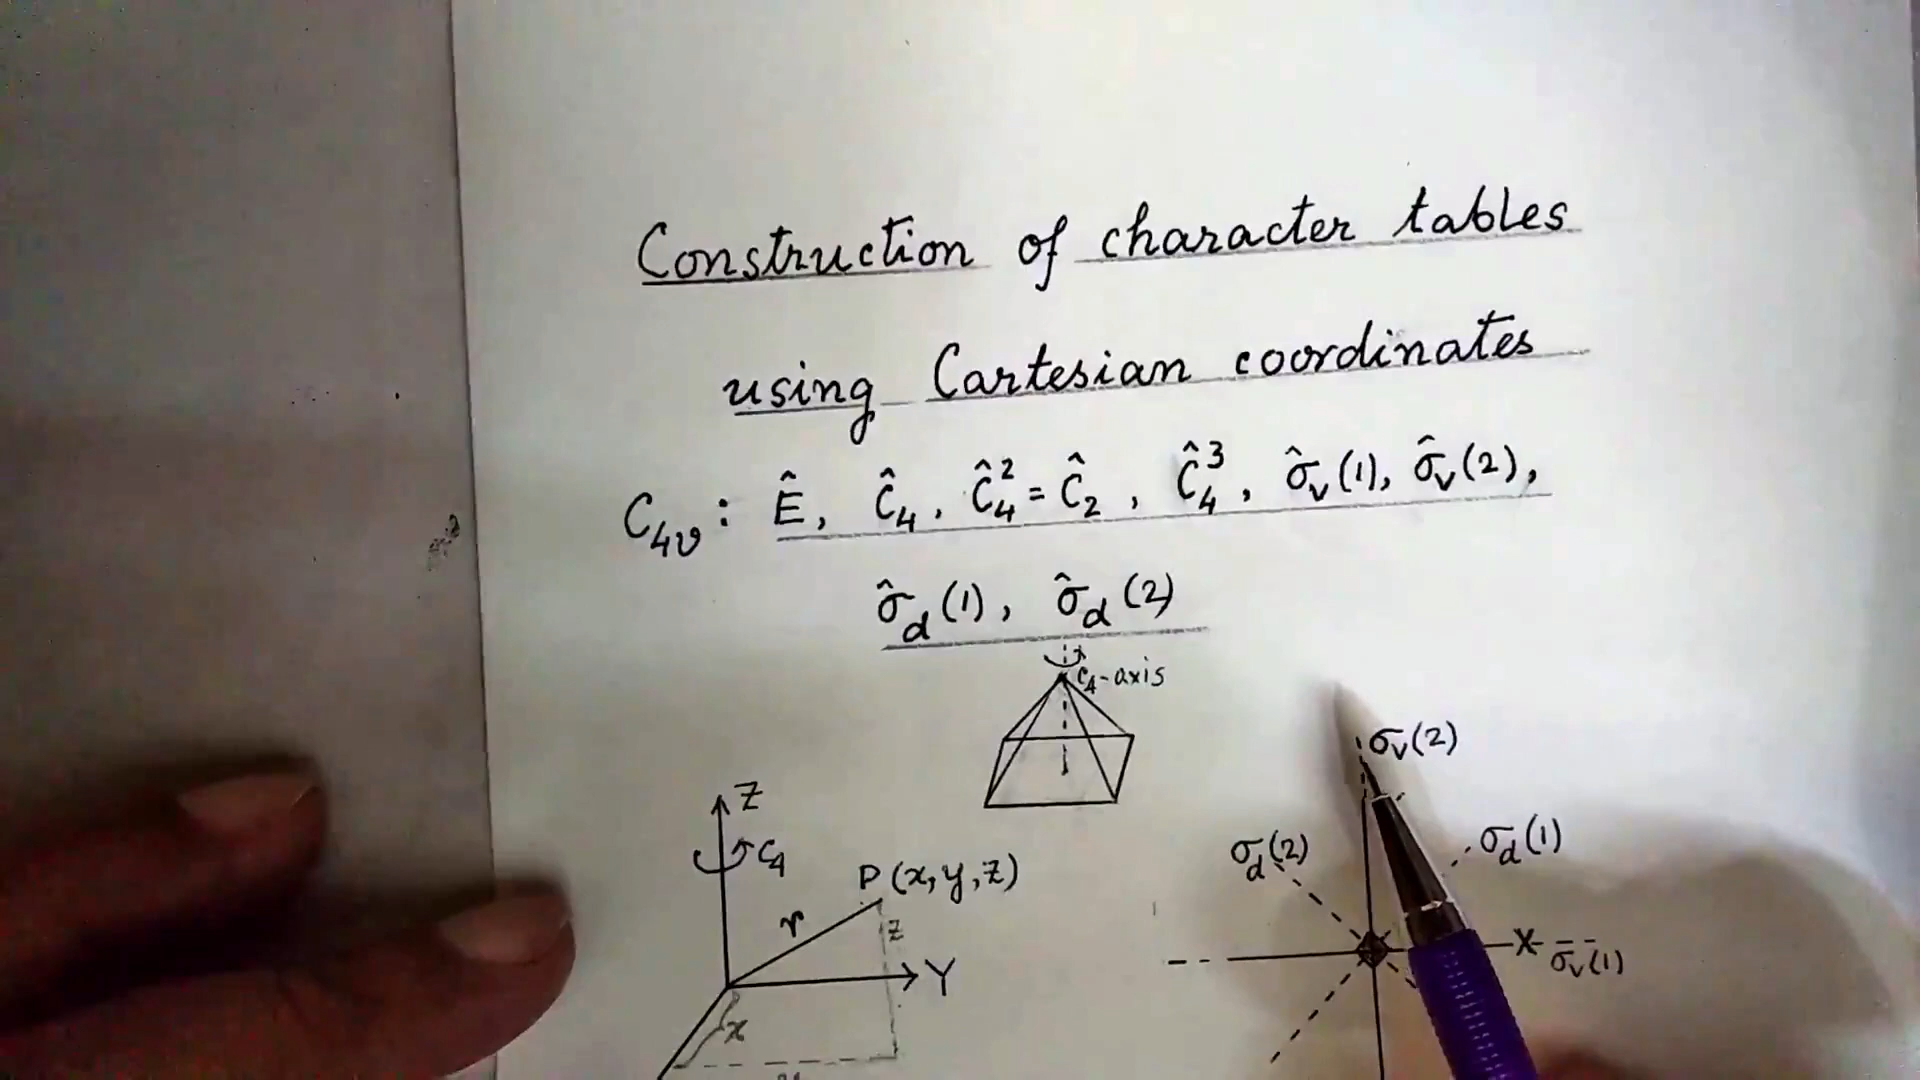 Construction of character tables
using Cartesian coordinates
C₄ᵥ : Ê, Ĉ₄, Ĉ₄² = Ĉ₂, Ĉ₄³, σ̂ᵥ(1), σ̂ᵥ(2),
σ̂d(1), σ̂d(2)
C₄-axis
σᵥ(2)
Z
C₄
P(x,y,z)
r
z
Y
x
σd(2)
σd(1)
X
σᵥ(1)